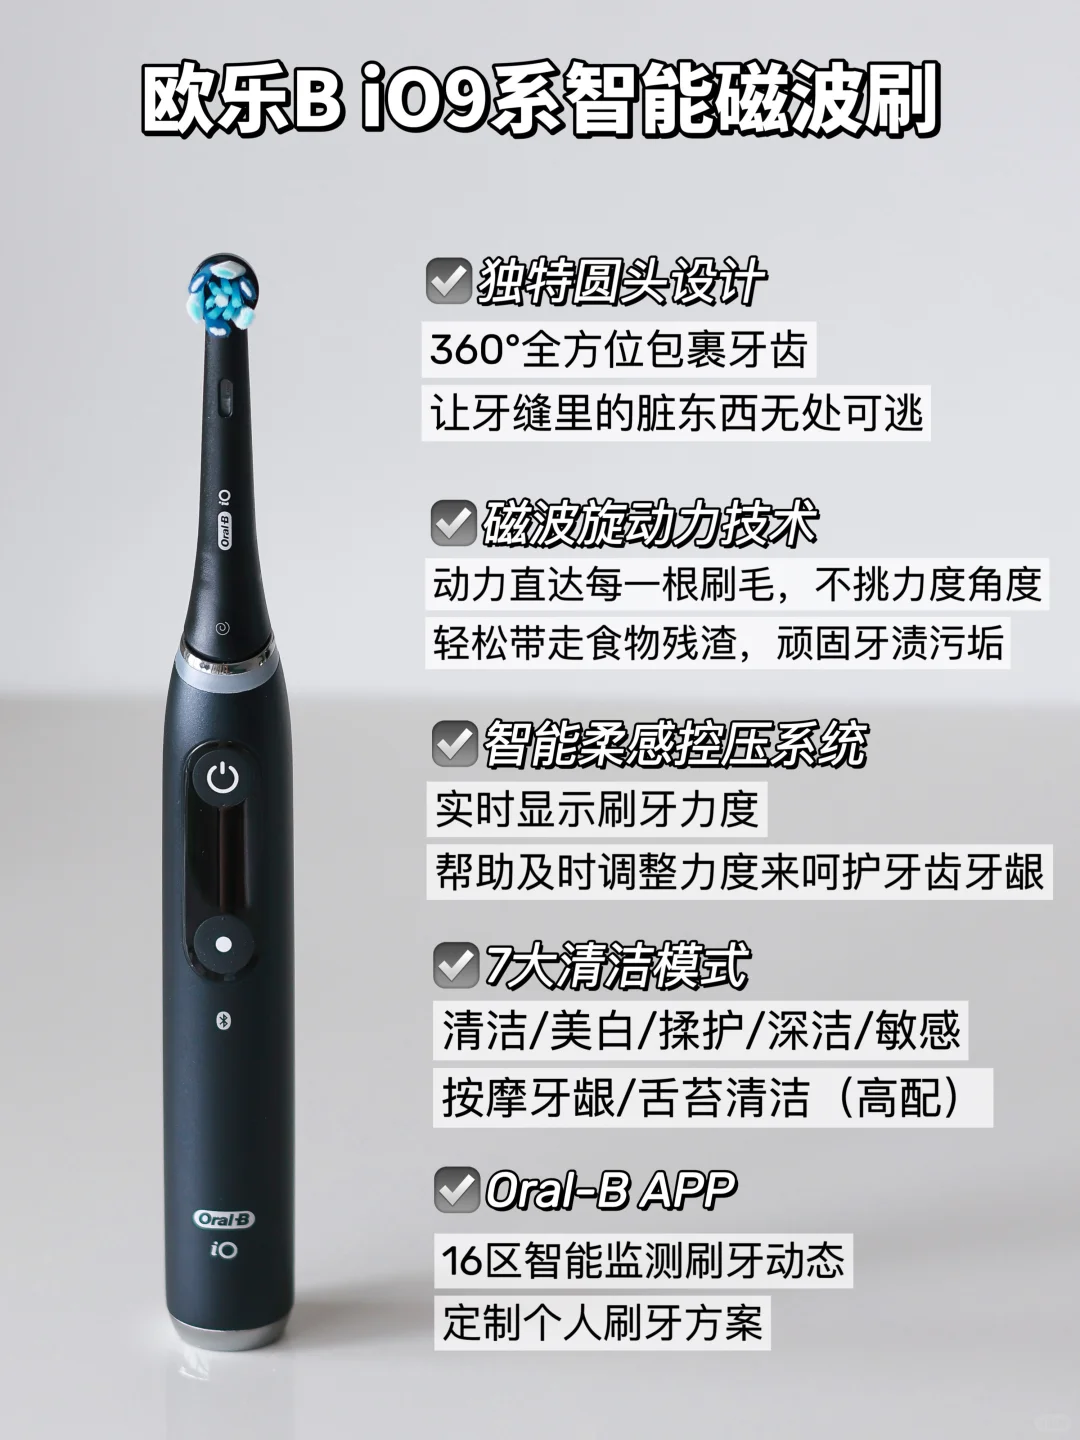 欧乐B iO9系智能磁波刷
独特圆头设计
360°全方位包裹牙齿
让牙缝里的脏东西无处可逃
磁波旋动力技术
动力直达每一根刷毛，不挑力度角度
轻松带走食物残渣，顽固牙渍污垢
智能柔感控压系统
实时显示刷牙力度
帮助及时调整力度来呵护牙齿牙龈
7大清洁模式
清洁/美白/揉护/深洁/敏感
按摩牙龈/舌苔清洁（高配）
Oral-B APP
16区智能监测刷牙动态
定制个人刷牙方案
Oral-B iO
Oral-B
iO